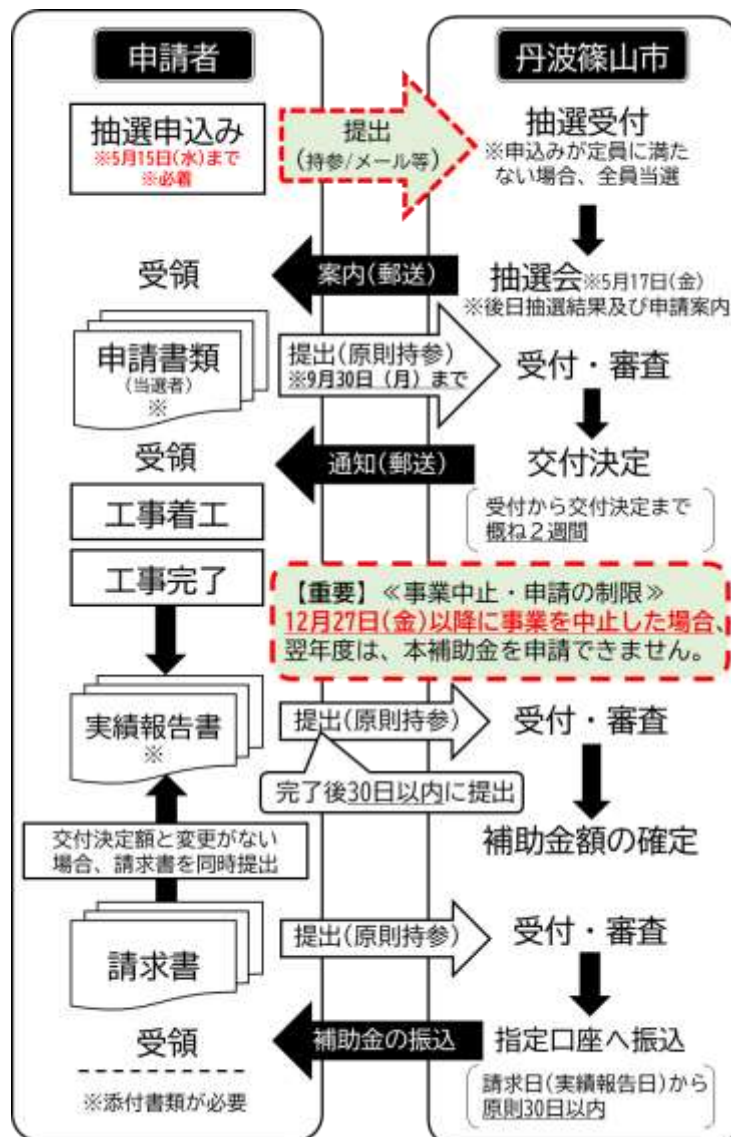 申請者
丹波篠山市
抽選申込み
※5月15日(水)まで
※必着
提出
(持参/メール等)
抽選受付
※申込みが定員に満た
ない場合、全員当選
受領
案内(郵送)
抽選会※5月17日(金)
※後日抽選結果及び申請案内
申請書類
(当選者)
※
提出(原則持参)
※9月30日（月）まで
受付・審査
受領
通知(郵送)
交付決定
受付から交付決定まで
概ね２週間
工事着工
工事完了
【重要】≪事業中止・申請の制限≫
12月27日(金)以降に事業を中止した場合、
翌年度は、本補助金を申請できません。
実績報告書
※
提出(原則持参)
受付・審査
完了後30日以内に提出
交付決定額と変更がない
場合、請求書を同時提出
補助金額の確定
請求書
提出(原則持参)
受付・審査
受領
補助金の振込
指定口座へ振込
※添付書類が必要
請求日(実績報告日)から
原則30日以内